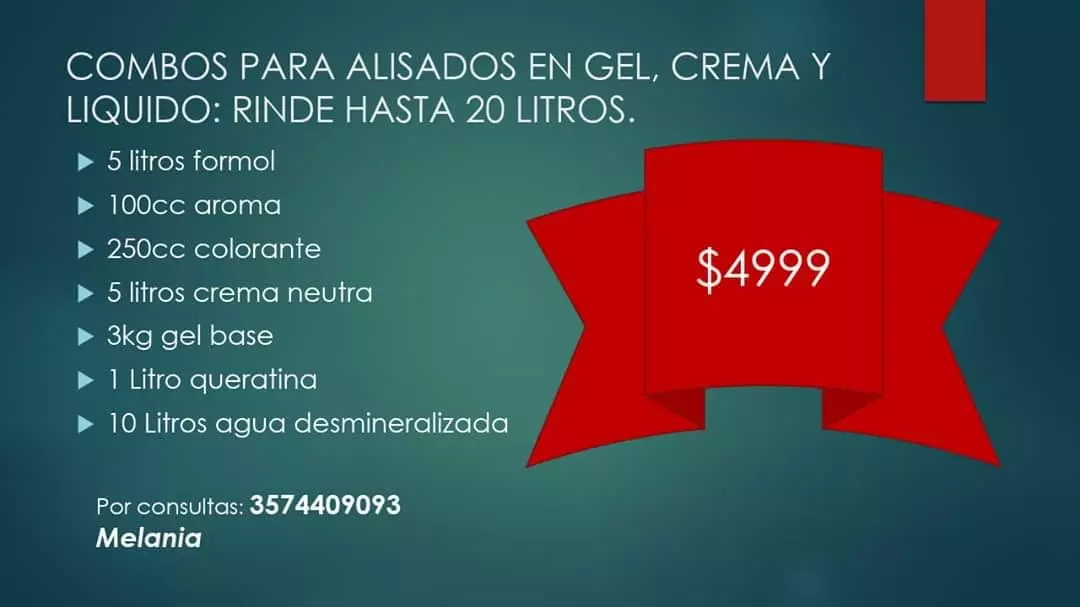 COMBOS PARA ALISADOS EN GEL, CREMA Y
LIQUIDO: RINDE HASTA 20 LITROS.
5 litros formol
100cc aroma
250cc colorante
5 litros crema neutra
3kg gel base
1 Litro queratina
10 Litros agua desmineralizada
$4999
Por consultas: 3574409093
Melania